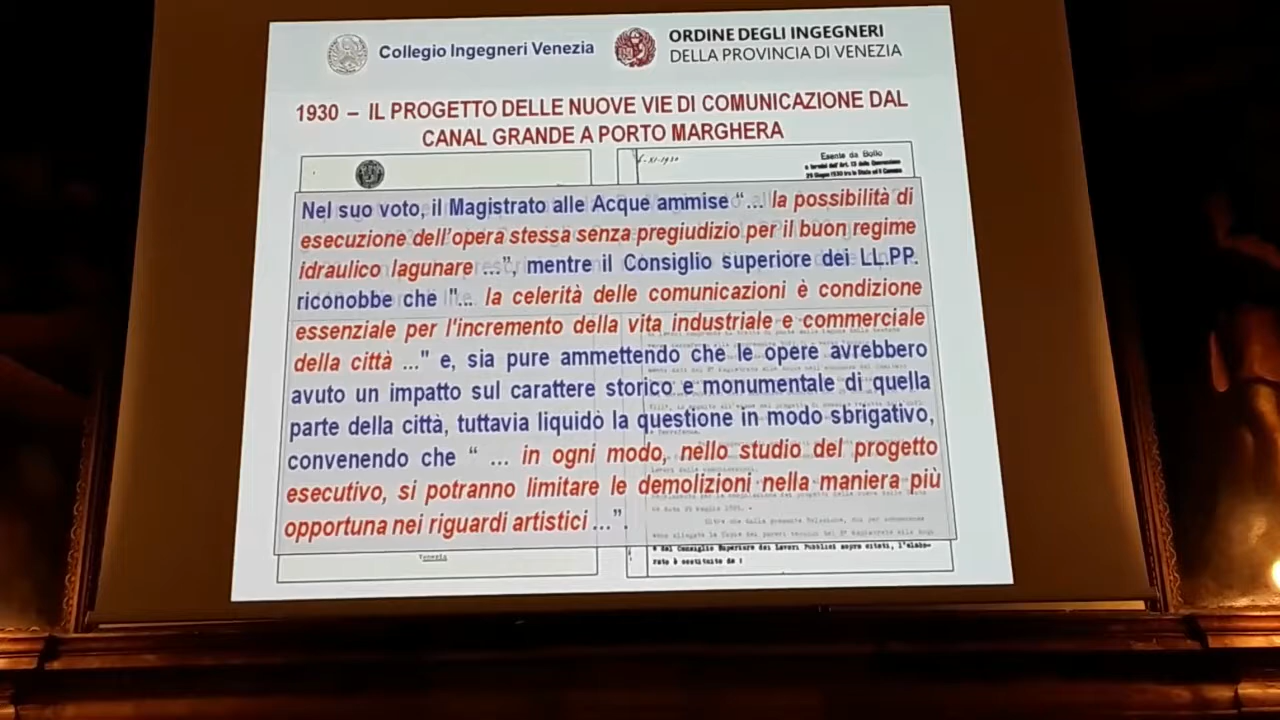 Collegio Ingegneri Venezia
ORDINE DEGLI INGEGNERI
DELLA PROVINCIA DI VENEZIA
1930 – IL PROGETTO DELLE NUOVE VIE DI COMUNICAZIONE DAL
CANAL GRANDE A PORTO MARGHERA
6-XI-1930
Esente da Bollo
Nel suo voto, il Magistrato alle Acque ammise “... la possibilità di
esecuzione dell'opera stessa senza pregiudizio per il buon regime
idraulico lagunare ...”, mentre il Consiglio superiore dei LL.PP.
riconobbe che "... la celerità delle comunicazioni è condizione
essenziale per l'incremento della vita industriale e commerciale
della città ..." e, sia pure ammettendo che le opere avrebbero
avuto un impatto sul carattere storico e monumentale di quella
parte della città, tuttavia liquidò la questione in modo sbrigativo,
convenendo che “ ... in ogni modo, nello studio del progetto
esecutivo, si potranno limitare le demolizioni nella maniera più
opportuna nei riguardi artistici ...”.
Venezia
e del Consiglio Superiore dei Lavori Pubblici sopra citati, l'elabo-
rato è costituito da :